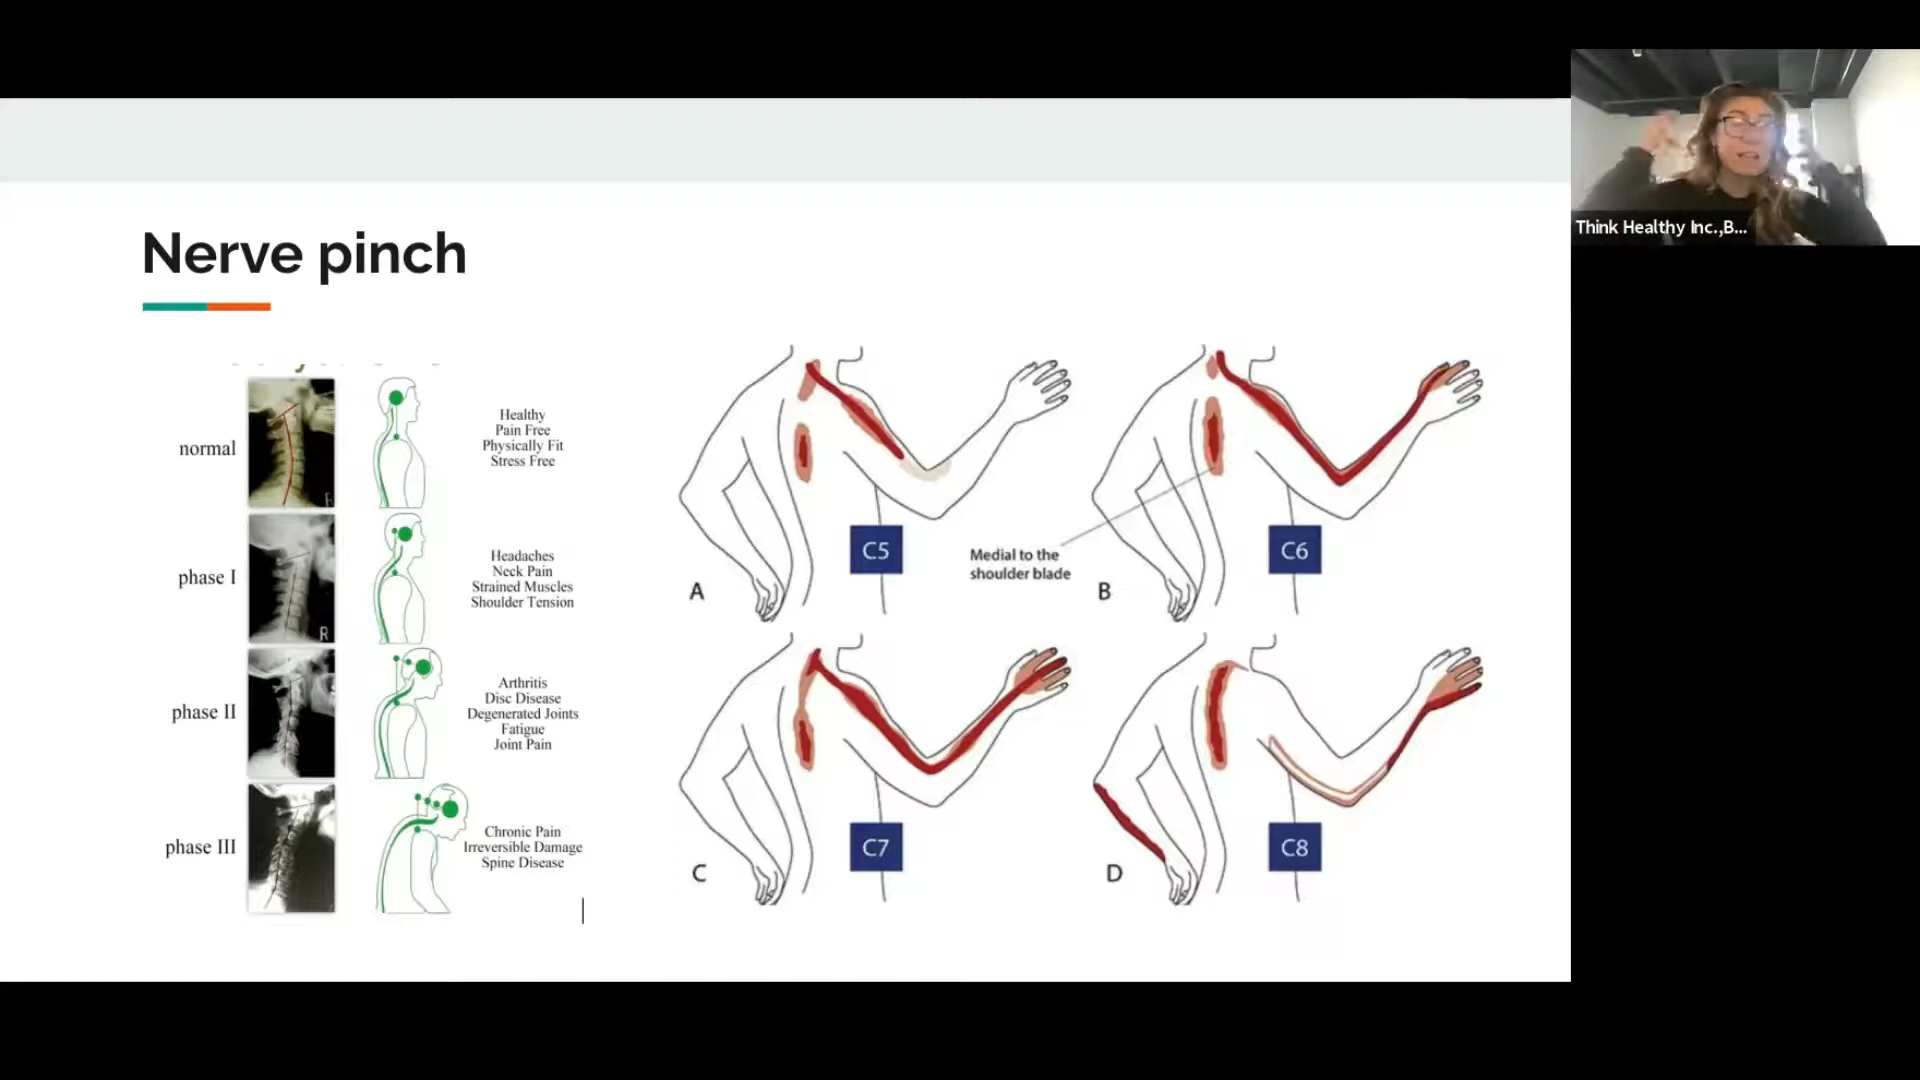 Think Healthy Inc.,B...
Nerve pinch
normal
Healthy
Pain Free
Physically Fit
Stress Free
phase I
R
Headaches
Neck Pain
Strained Muscles
Shoulder Tension
phase II
Arthritis
Disc Disease
Degenerated Joints
Fatigue
Joint Pain
phase III
Chronic Pain
Irreversible Damage
Spine Disease
C5
A
Medial to the
shoulder blade
C6
B
C7
C
C8
D